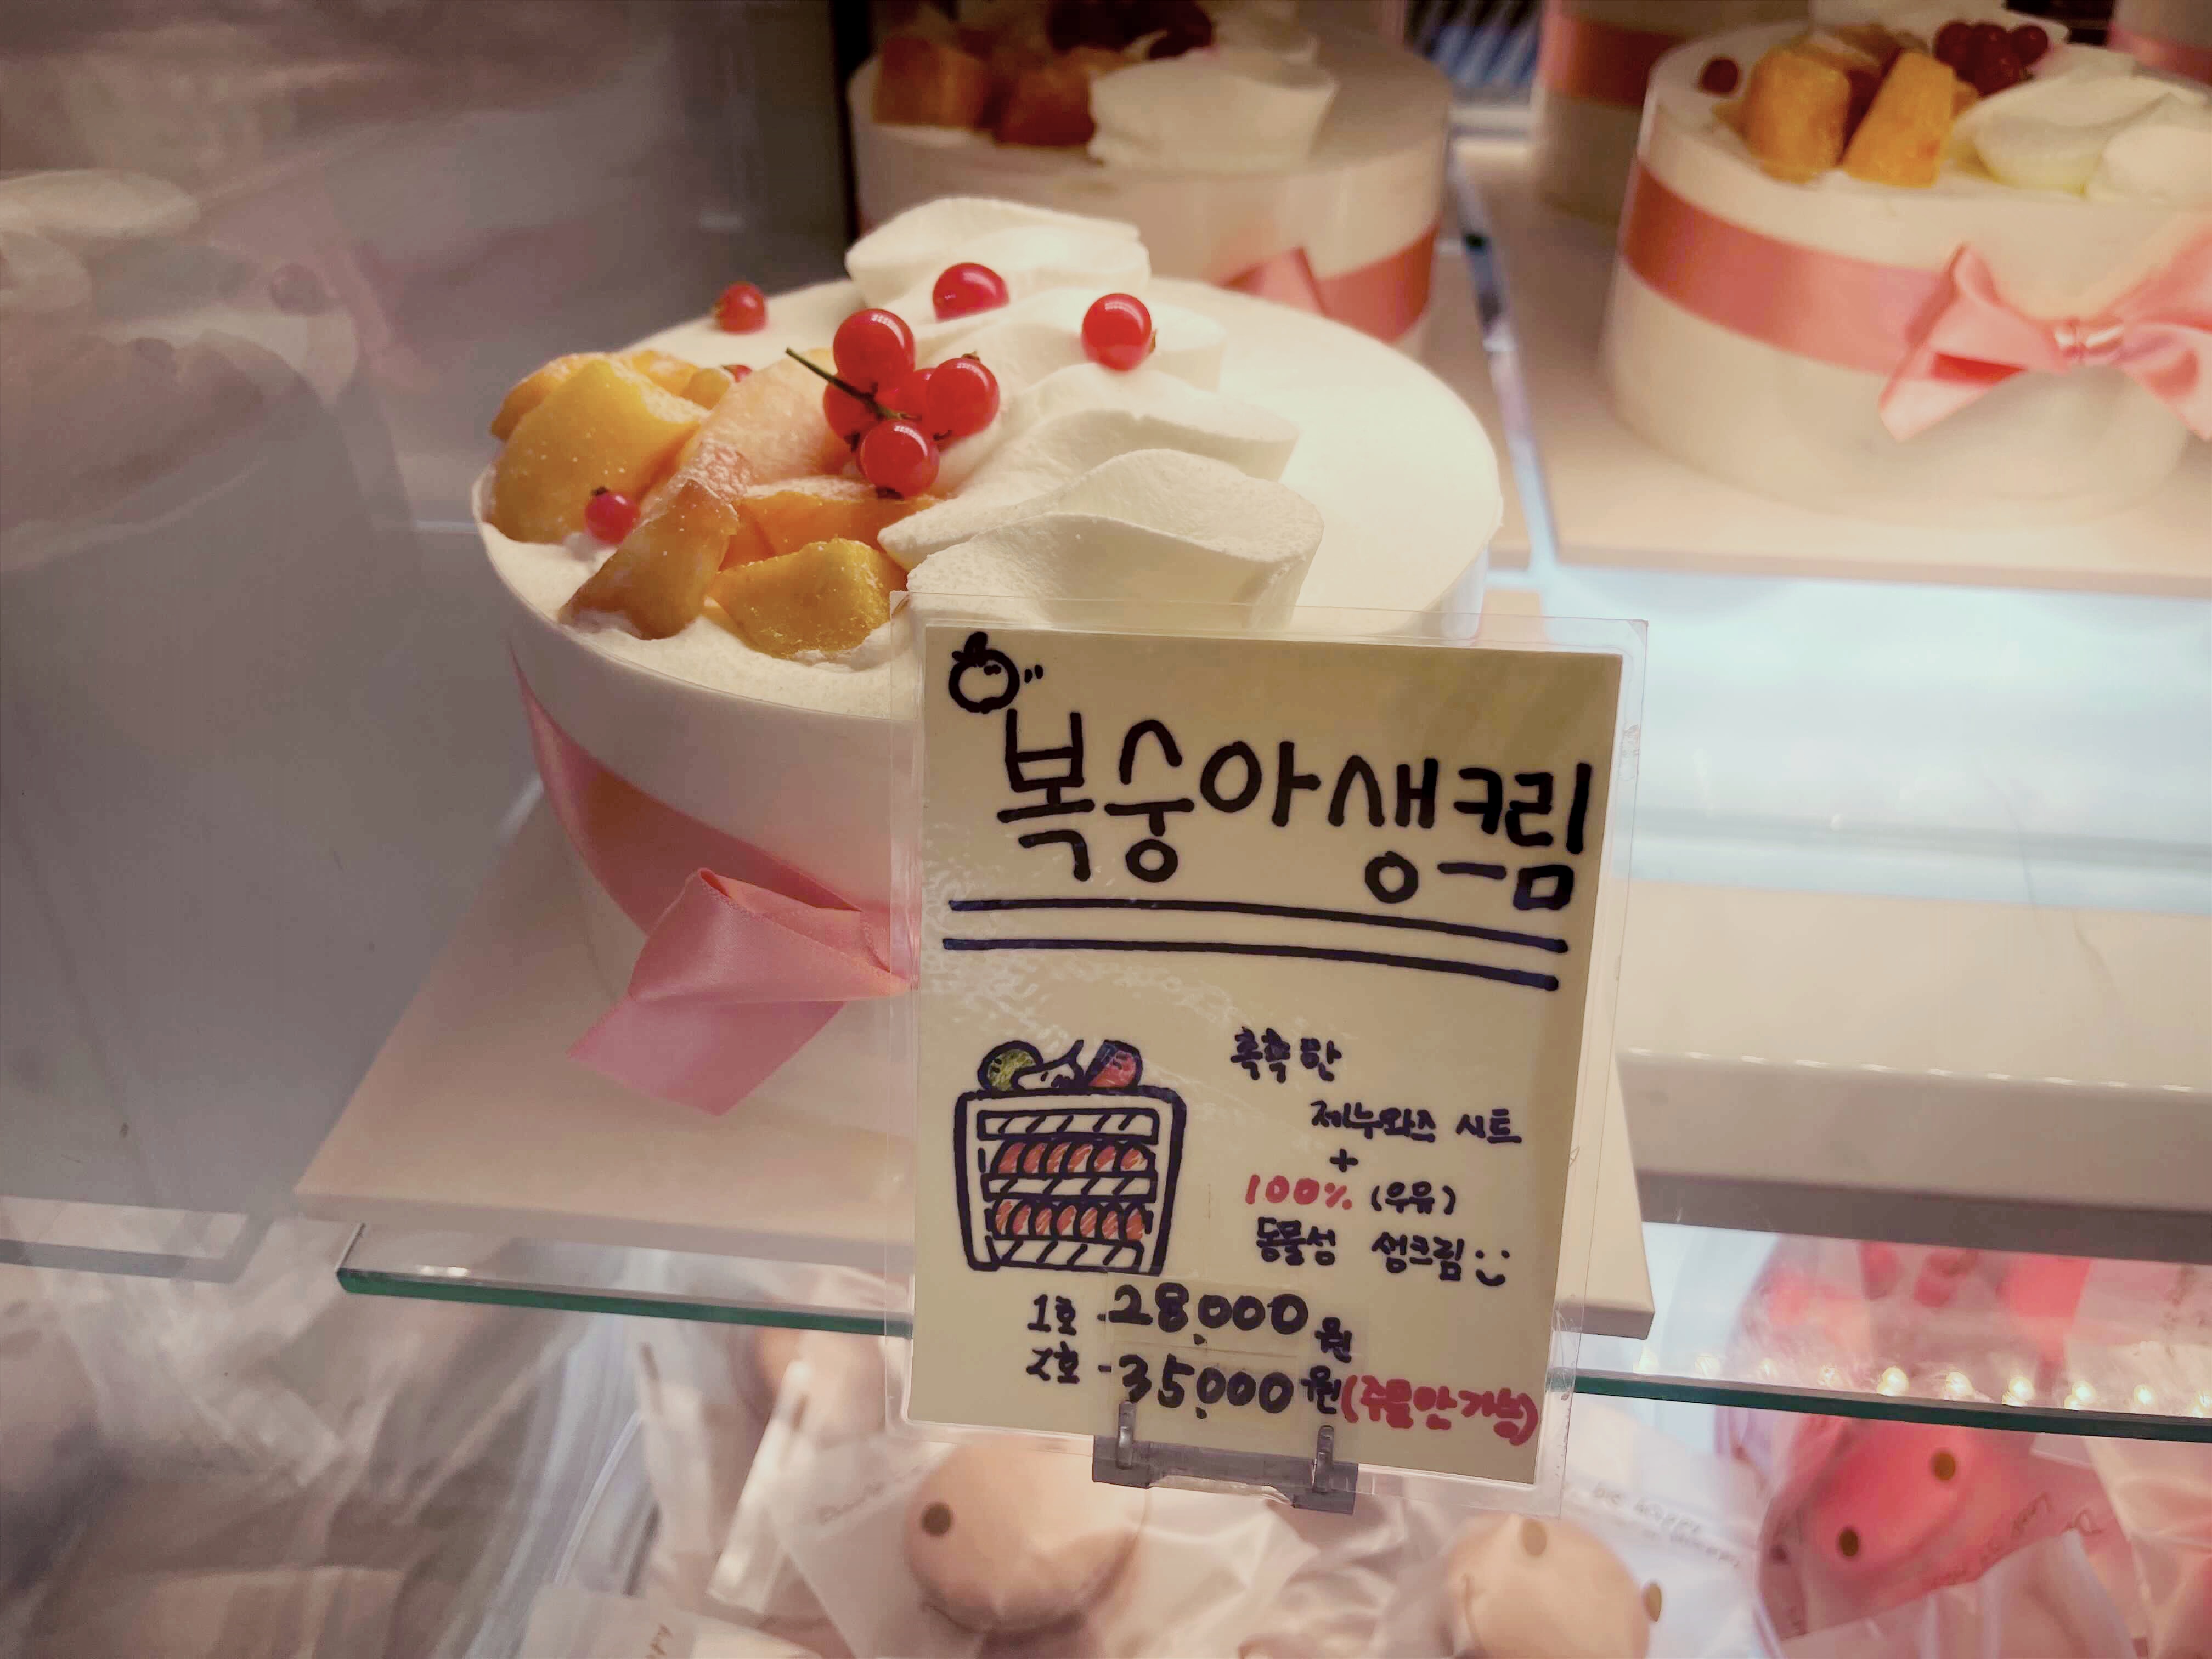 복숭아생크림
촉촉한
제누와즈 시트
+
100% (우유)
동물성 생크림
1호 - 28,000원
2호 - 35,000원 (주문만 가능)